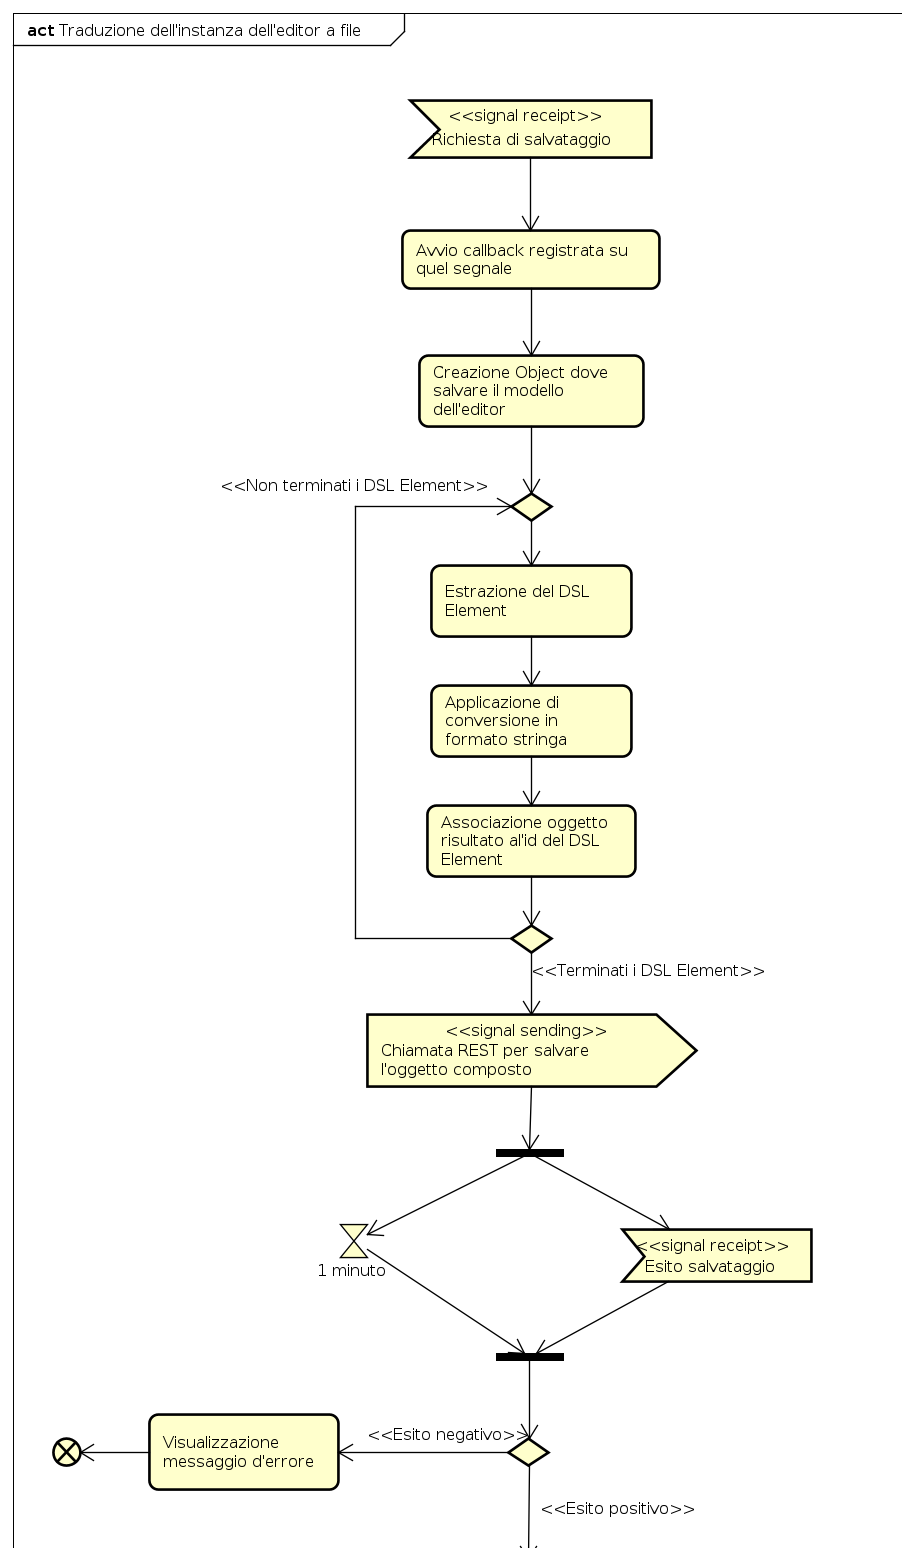 act Traduzione dell'instanza dell'editor a file
<<signal receipt>>
Richiesta di salvataggio
Avvio callback registrata su
quel segnale
Creazione Object dove
salvare il modello
dell'editor
<<Non terminati i DSL Element>>
Estrazione del DSL
Element
Applicazione di
conversione in
formato stringa
Associazione oggetto
risultato al'id del DSL
Element
<<Terminati i DSL Element>>
<<signal sending>>
Chiamata REST per salvare
l'oggetto composto
1 minuto
<<signal receipt>>
Esito salvataggio
<<Esito negativo>>
Visualizzazione
messaggio d'errore
<<Esito positivo>>